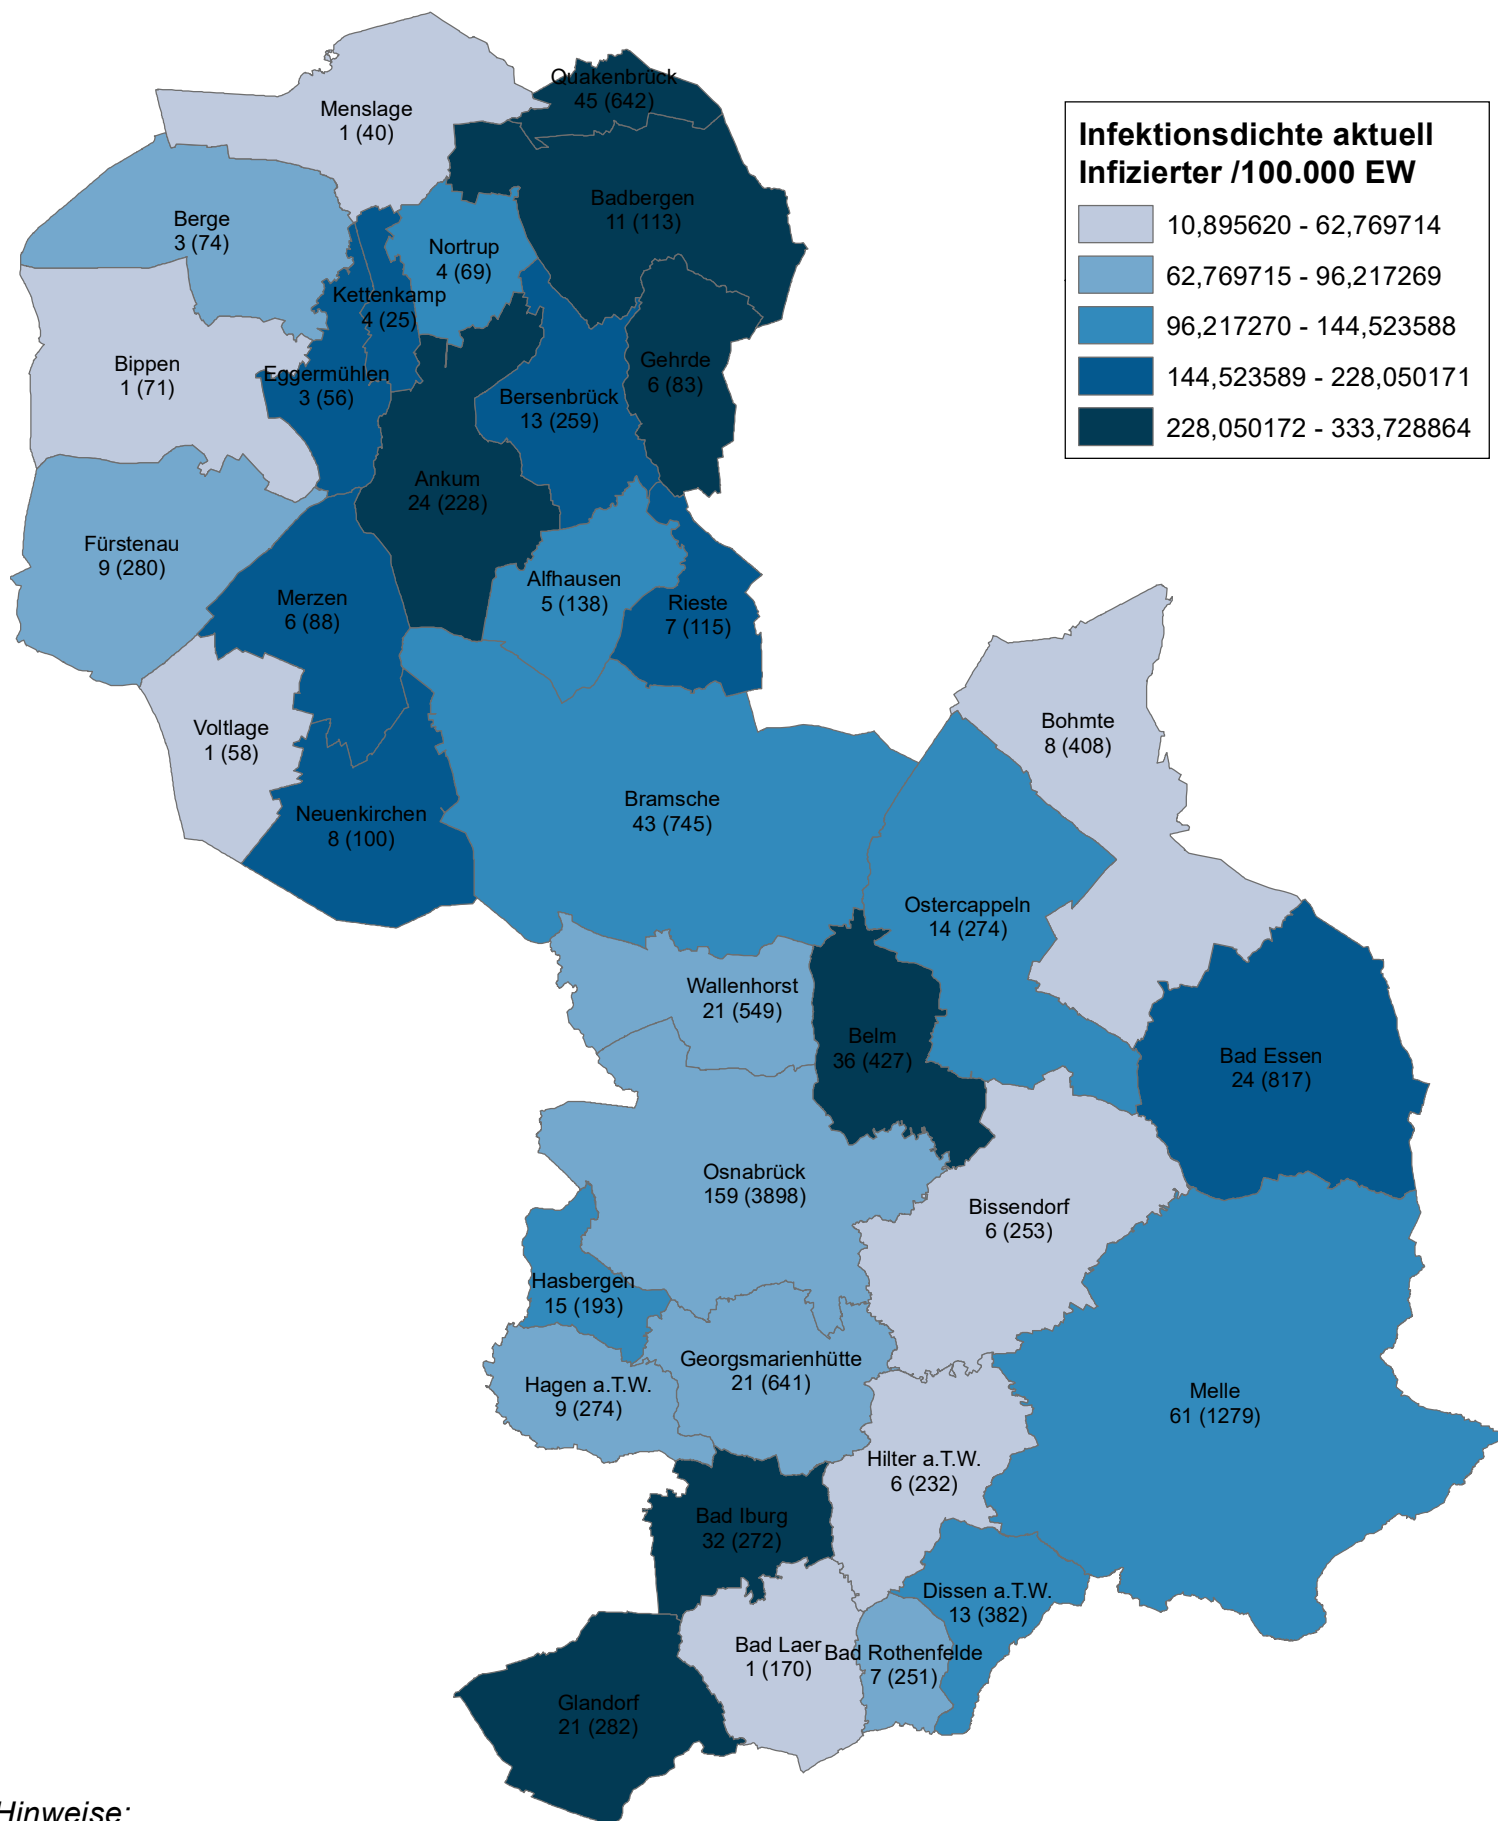 Infektionsdichte aktuell
Infizierter /100.000 EW
10,895620 - 62,769714
62,769715 - 96,217269
96,217270 - 144,523588
144,523589 - 228,050171
228,050172 - 333,728864
Quakenbrück
45 (642)
Menslage
1 (40)
Badbergen
11 (113)
Berge
3 (74)
Nortrup
4 (69)
Kettenkamp
4 (25)
Bippen
1 (71)
Eggermühlen
3 (56)
Gehrde
6 (83)
Bersenbrück
13 (259)
Ankum
24 (228)
Fürstenau
9 (280)
Alfhausen
5 (138)
Merzen
6 (88)
Rieste
7 (115)
Voltlage
1 (58)
Bohmte
8 (408)
Neuenkirchen
8 (100)
Bramsche
43 (745)
Ostercappeln
14 (274)
Wallenhorst
21 (549)
Belm
36 (427)
Bad Essen
24 (817)
Osnabrück
159 (3898)
Bissendorf
6 (253)
Hasbergen
15 (193)
Georgsmarienhütte
21 (641)
Hagen a.T.W.
9 (274)
Melle
61 (1279)
Hilter a.T.W.
6 (232)
Bad Iburg
32 (272)
Dissen a.T.W.
13 (382)
Bad Laer
1 (170)
Bad Rothenfelde
7 (251)
Glandorf
21 (282)
Hinweise: